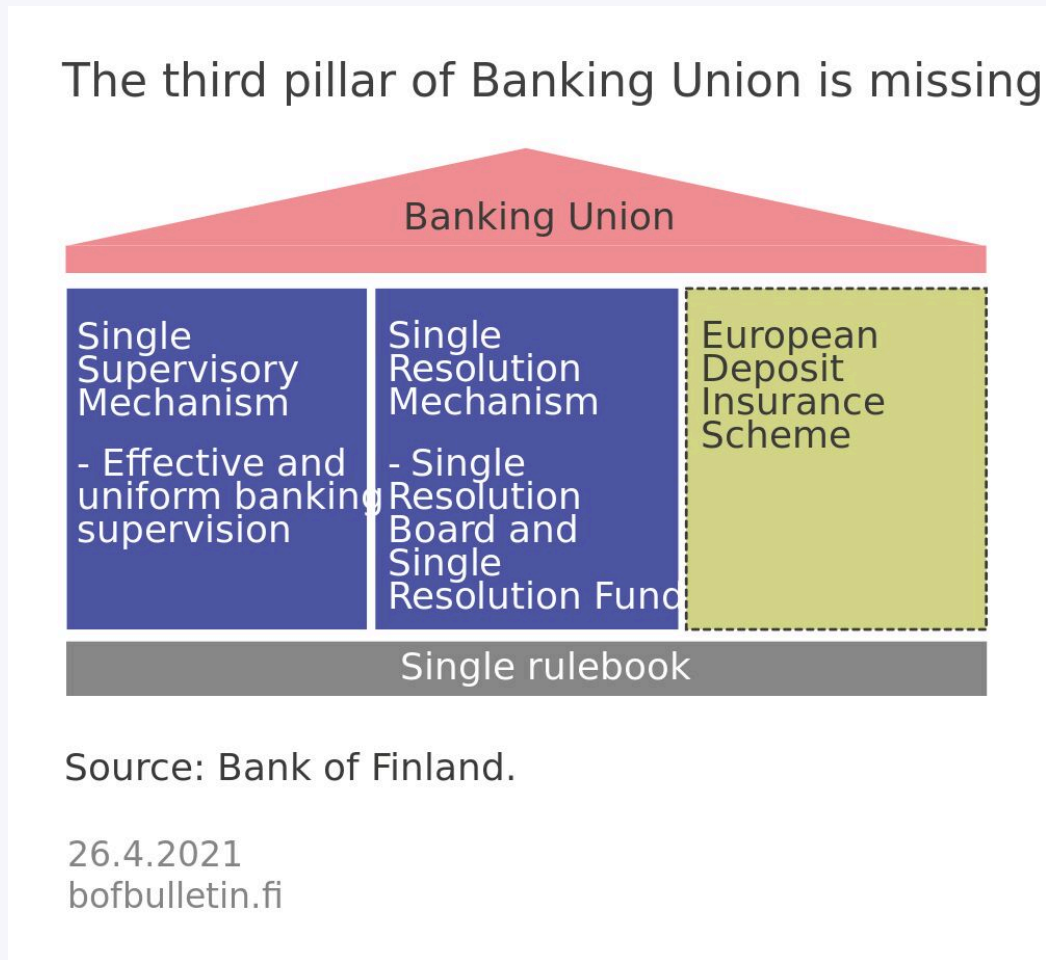 The third pillar of Banking Union is missing
Banking Union
Single
Supervisory
Mechanism
- Effective and
uniform banking
supervision
Single
Resolution
Mechanism
- Single
Resolution
Board and
Single
Resolution Fund
European
Deposit
Insurance
Scheme
Single rulebook
Source: Bank of Finland.
26.4.2021
bofbulletin.fi